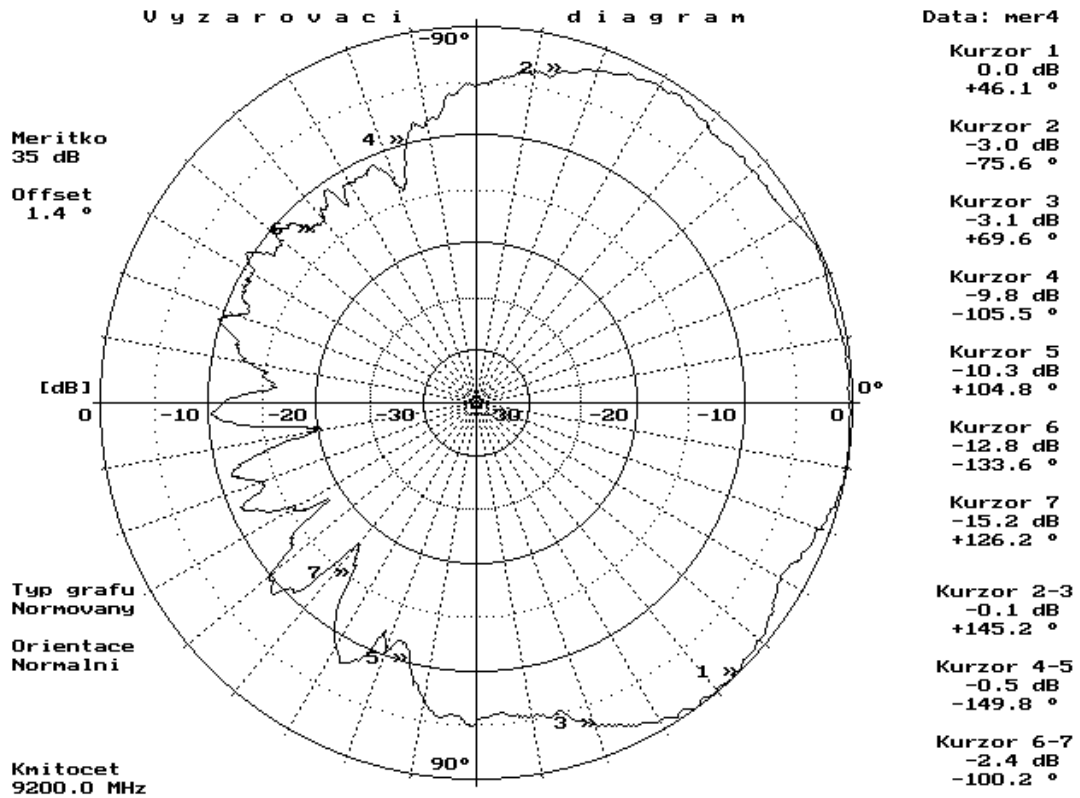 Vyzarovaci diagram
Data: mer4
Kurzor 1
0.0 dB
+46.1 °
Kurzor 2
-3.0 dB
-75.6 °
Kurzor 3
-3.1 dB
+69.6 °
Kurzor 4
-9.8 dB
-105.5 °
Kurzor 5
-10.3 dB
+104.8 °
Kurzor 6
-12.8 dB
-133.6 °
Kurzor 7
-15.2 dB
+126.2 °
Kurzor 2-3
-0.1 dB
+145.2 °
Kurzor 4-5
-0.5 dB
-149.8 °
Kurzor 6-7
-2.4 dB
-100.2 °
Meritko
35 dB
Offset
1.4 °
-90°
2 »
4 »
6 »
[dB]
0°
0 -10 -20 -30 -30 -20 -10 0
7 »
5 »
1 »
3 »
90°
Typ grafu
Normovany
Orientace
Normalni
Kmitocet
9200.0 MHz